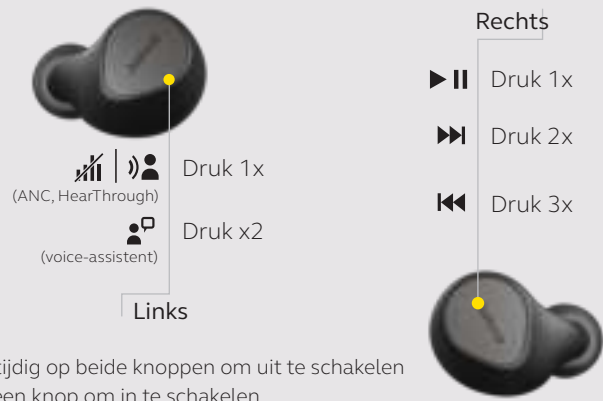 Rechts
Druk 1x
Druk 2x
Druk 3x
Druk 1x
(ANC, HearThrough)
Druk x2
(voice-assistent)
Links
tijdig op beide knoppen om uit te schakelen
een knop om in te schakelen